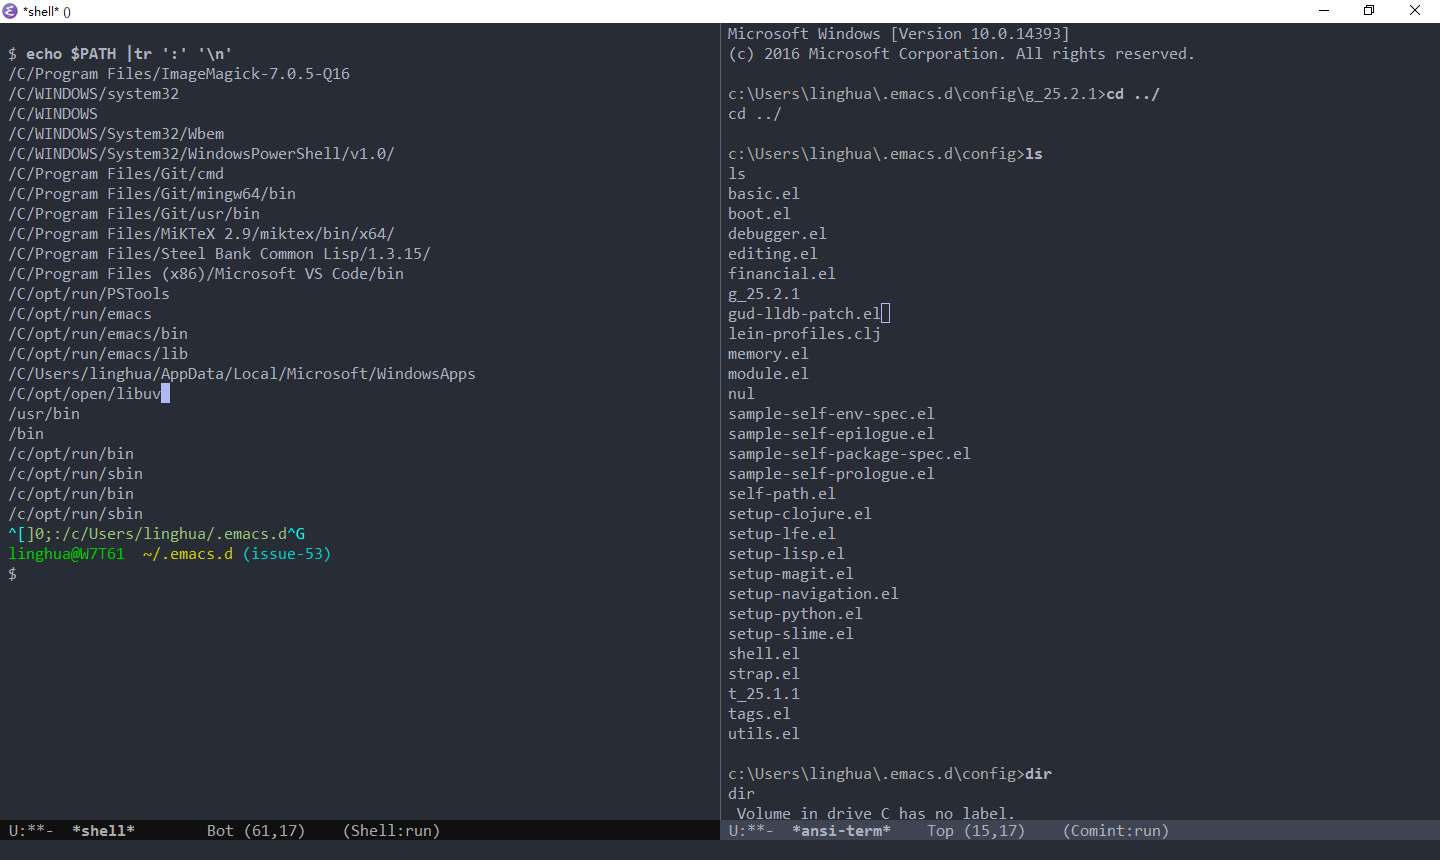 *shell* ()
$ echo $PATH |tr ':' '\n'
/C/Program Files/ImageMagick-7.0.5-Q16
/C/WINDOWS/system32
/C/WINDOWS
/C/WINDOWS/System32/Wbem
/C/WINDOWS/System32/WindowsPowerShell/v1.0/
/C/Program Files/Git/cmd
/C/Program Files/Git/mingw64/bin
/C/Program Files/Git/usr/bin
/C/Program Files/MiKTeX 2.9/miktex/bin/x64/
/C/Program Files/Steel Bank Common Lisp/1.3.15/
/C/Program Files (x86)/Microsoft VS Code/bin
/C/opt/run/PSTools
/C/opt/run/emacs
/C/opt/run/emacs/bin
/C/opt/run/emacs/lib
/C/Users/linghua/AppData/Local/Microsoft/WindowsApps
/C/opt/open/libuv
/usr/bin
/bin
/c/opt/run/bin
/c/opt/run/sbin
/c/opt/run/bin
/c/opt/run/sbin
^[]0;:/c/Users/linghua/.emacs.d^G
linghua@W7T61  ~/.emacs.d (issue-53)
$
U:**-  *shell*        Bot (61,17)    (Shell:run)
Microsoft Windows [Version 10.0.14393]
(c) 2016 Microsoft Corporation. All rights reserved.
c:\Users\linghua\.emacs.d\config\g_25.2.1>cd ../
cd ../
c:\Users\linghua\.emacs.d\config>ls
ls
basic.el
boot.el
debugger.el
editing.el
financial.el
g_25.2.1
gud-lldb-patch.el
lein-profiles.clj
memory.el
module.el
nul
sample-self-env-spec.el
sample-self-epilogue.el
sample-self-package-spec.el
sample-self-prologue.el
self-path.el
setup-clojure.el
setup-lfe.el
setup-lisp.el
setup-magit.el
setup-navigation.el
setup-python.el
setup-slime.el
shell.el
strap.el
t_25.1.1
tags.el
utils.el
c:\Users\linghua\.emacs.d\config>dir
dir
 Volume in drive C has no label.
U:**-  *ansi-term*    Top (15,17)    (Comint:run)